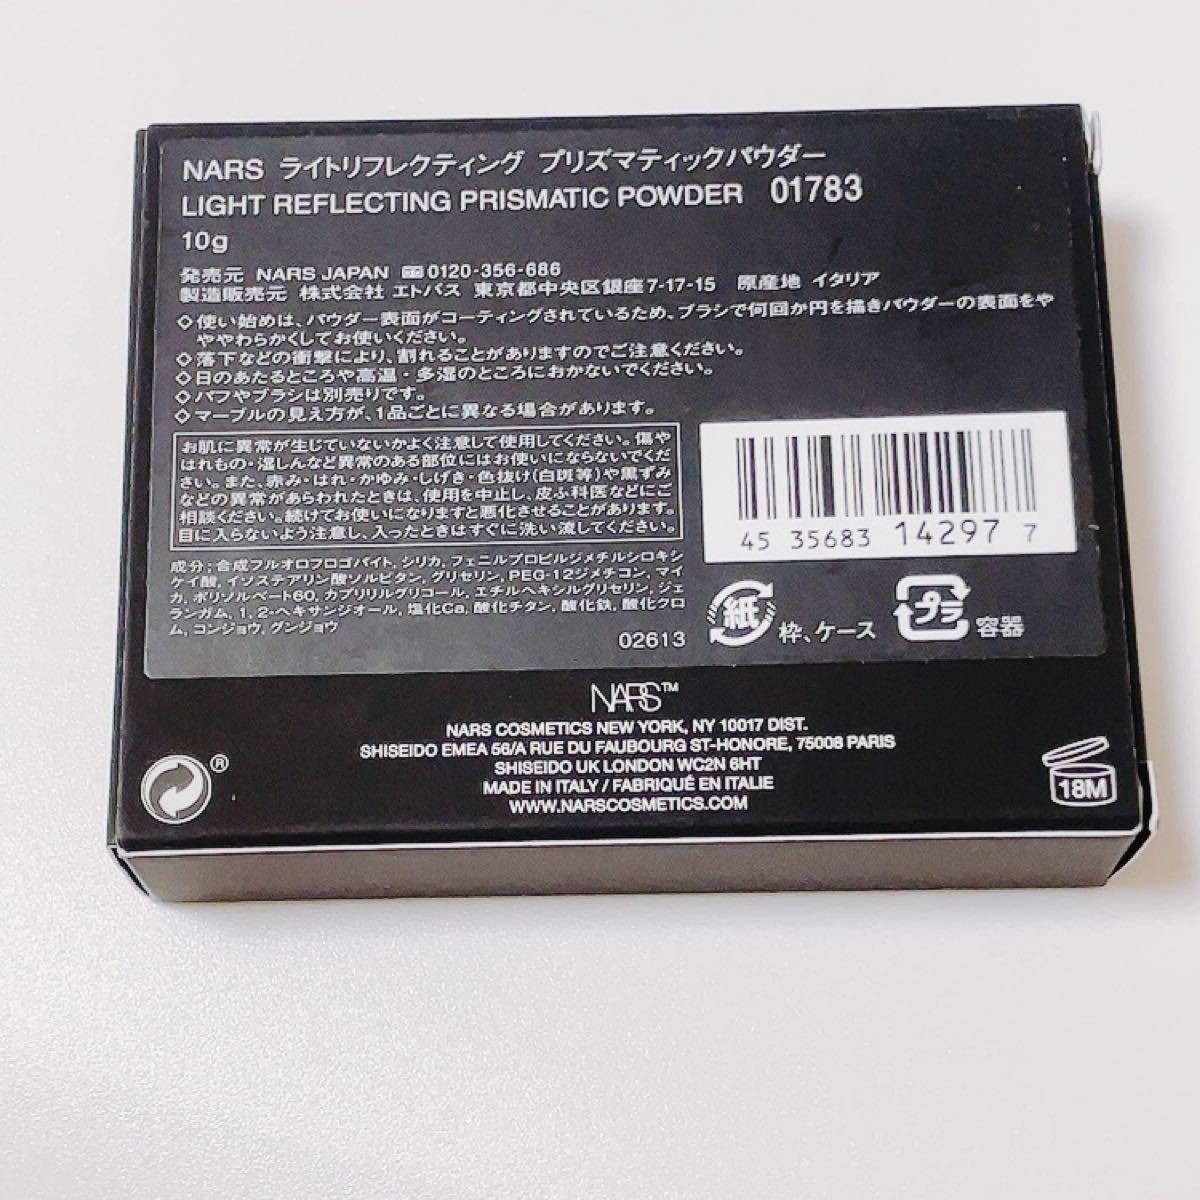 NARS ライトリフレクティング プリズマティックパウダー
LIGHT REFLECTING PRISMATIC POWDER 01783
10g
発売元 NARS JAPAN 0120-356-686
製造販売元 株式会社 エトバス 東京都中央区銀座7-17-15 原産地 イタリア
◇使い始めは、パウダー表面がコーティングされているため、ブラシで何回か円を描きパウダーの表面をや
ややわらかくしてお使いください。
◇落下などの衝撃により、割れることがありますのでご注意ください。
◇日のあたるところや高温・多湿のところにおかないでください。
◇パフやブラシは別売りです。
◇マーブルの見え方が、1品ごとに異なる場合があります。
お肌に異常が生じていないかよく注意して使用してください。傷や
はれもの・湿しんなど異常のある部位にはお使いにならないでくだ
さい。また、赤み・はれ・かゆみ・しげき・色抜け(白斑等)や黒ずみ
などの異常があらわれたときは、使用を中止し、皮ふ科医などにご
相談ください。続けてお使いになりますと悪化させることがあります。
目に入らないよう注意し、入ったときはすぐに洗い流してください。
成分:合成フルオロフロゴパイト, シリカ, フェニルプロピルジメチルシロキシ
ケイ酸, イソステアリン酸ソルビタン, グリセリン, PEG-12ジメチコン, マイ
カ, ポリソルベート60, カプリリルグリコール, エチルヘキシルグリセリン, ジェ
ランガム, 1, 2-ヘキサンジオール, 塩化Ca, 酸化チタン, 酸化鉄, 酸化クロ
ム, コンジョウ, グンジョウ
02613
45 35683 14297 7
紙 枠、ケース プラ 容器
NARS™
NARS COSMETICS NEW YORK, NY 10017 DIST.
SHISEIDO EMEA 56/A RUE DU FAUBOURG ST-HONORE, 75008 PARIS
SHISEIDO UK LONDON WC2N 6HT
MADE IN ITALY / FABRIQUÉ EN ITALIE
WWW.NARSCOSMETICS.COM
®
18M